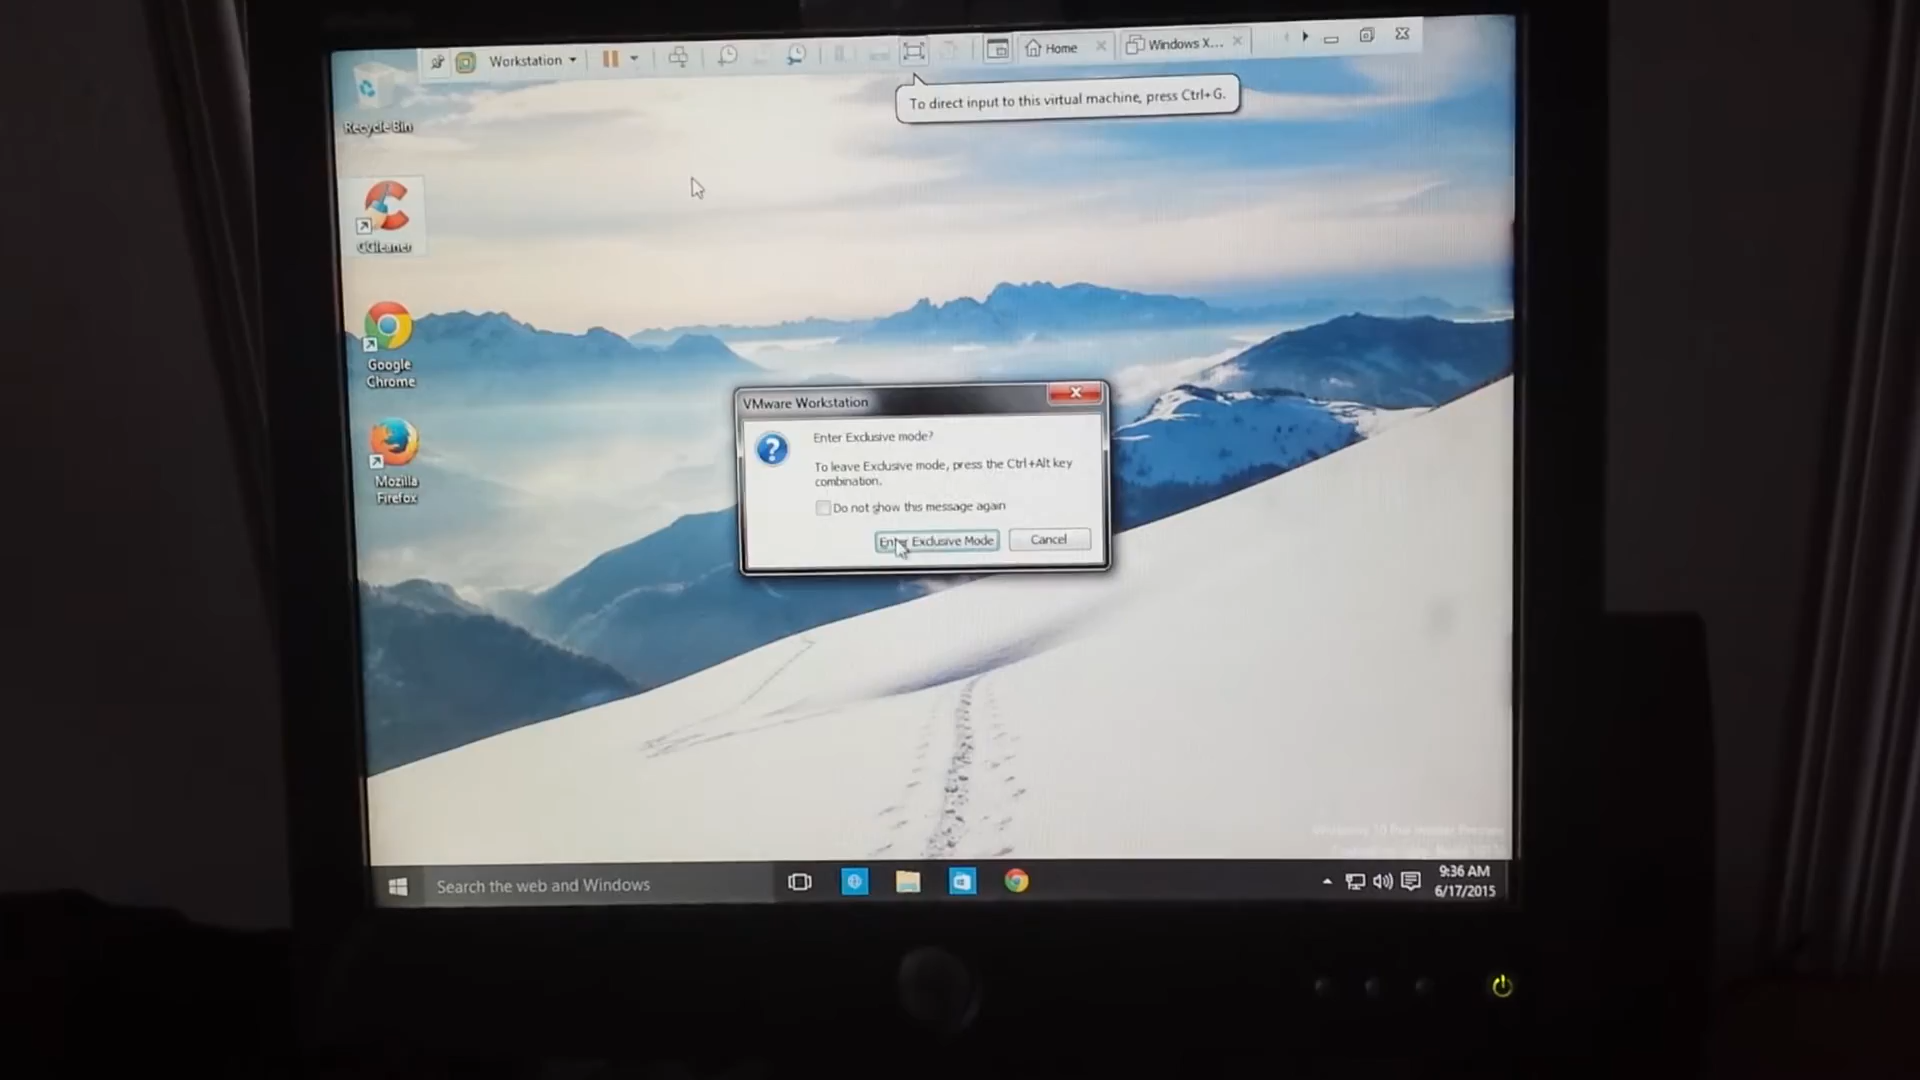 Workstation
Home
Windows X...
To direct input to this virtual machine, press Ctrl+G.
Recycle Bin
CCleaner
Google
Chrome
Mozilla
Firefox
VMware Workstation
Enter Exclusive mode?
To leave Exclusive mode, press the Ctrl+Alt key
combination.
Do not show this message again
Enter Exclusive Mode
Cancel
Search the web and Windows
9:36 AM
6/17/2015